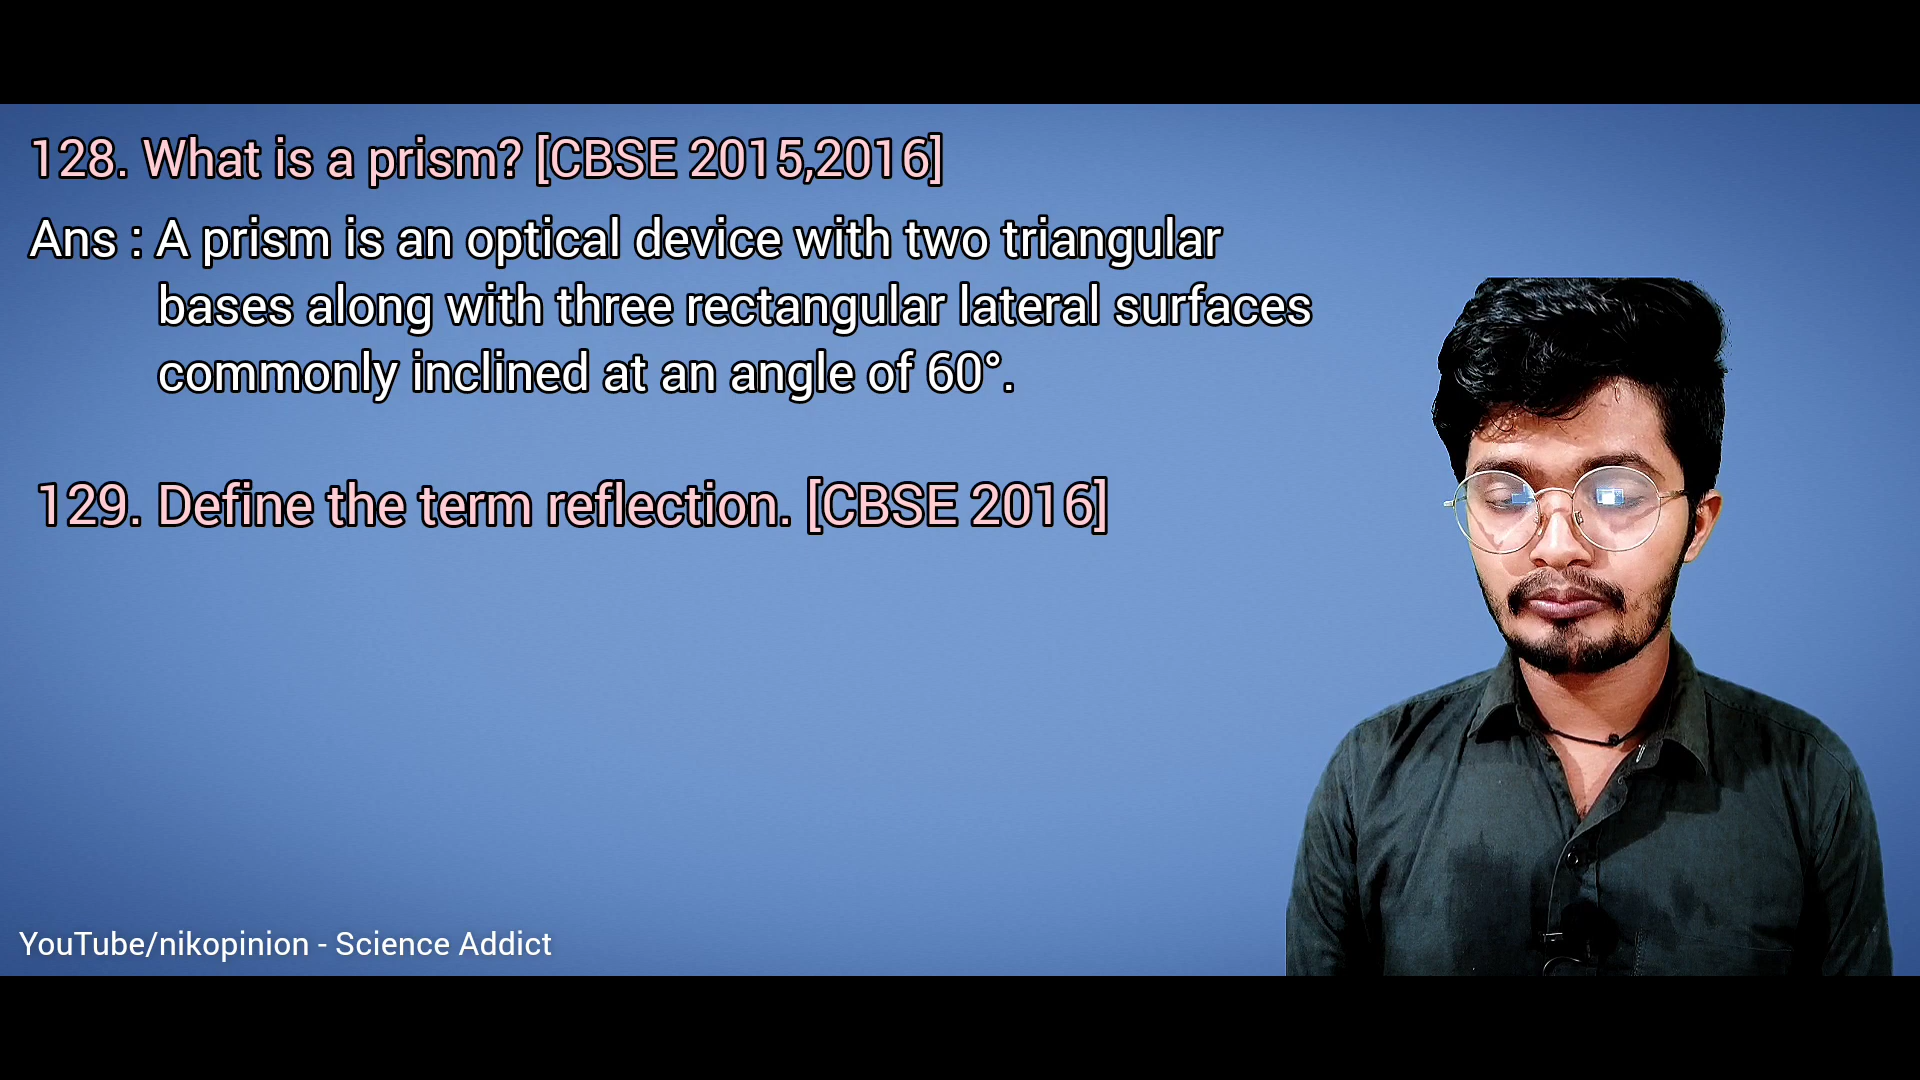 128. What is a prism? [CBSE 2015,2016]
Ans : A prism is an optical device with two triangular
bases along with three rectangular lateral surfaces
commonly inclined at an angle of 60°.
129. Define the term reflection. [CBSE 2016]
YouTube/nikopinion - Science Addict